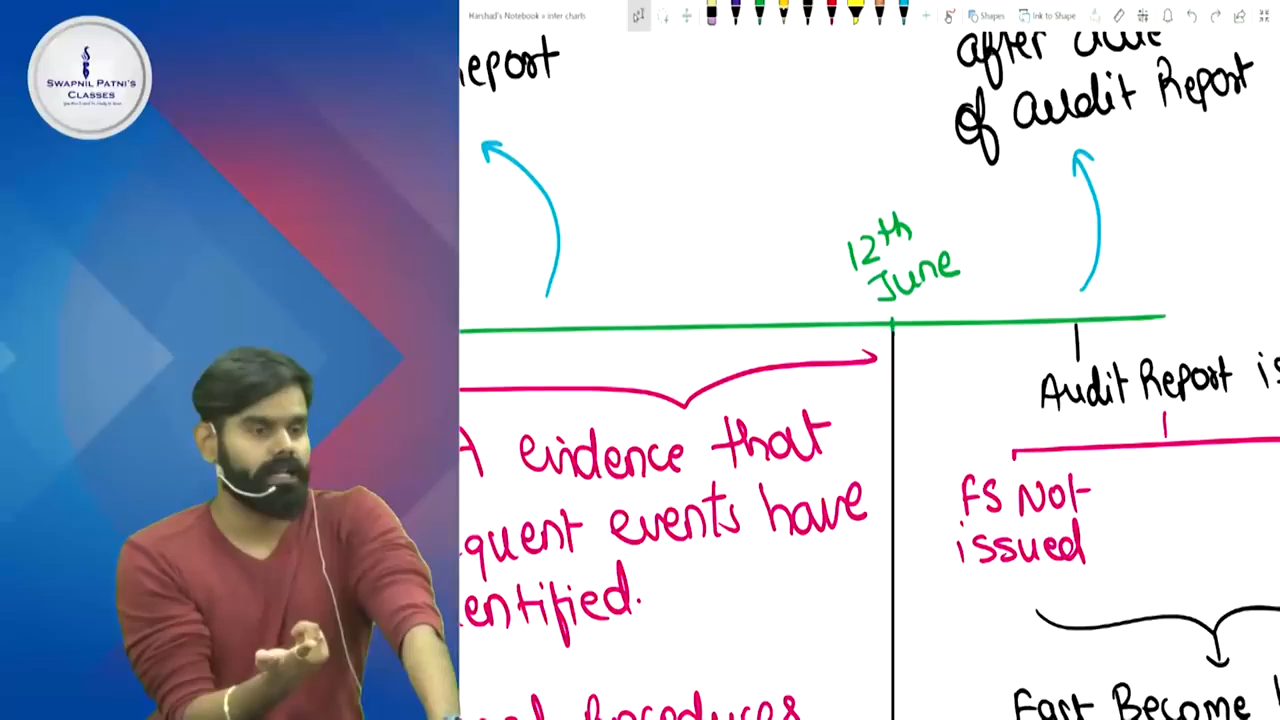 Harshad's Notebook » inter charts
Shapes
Ink to Shape
SWAPNIL PATNI'S
CLASSES
eport
after
of audit Report
12th
June
Audit Report is
A evidence that
quent events have
entified.
FS Not
issued
Fact Become
Procedures